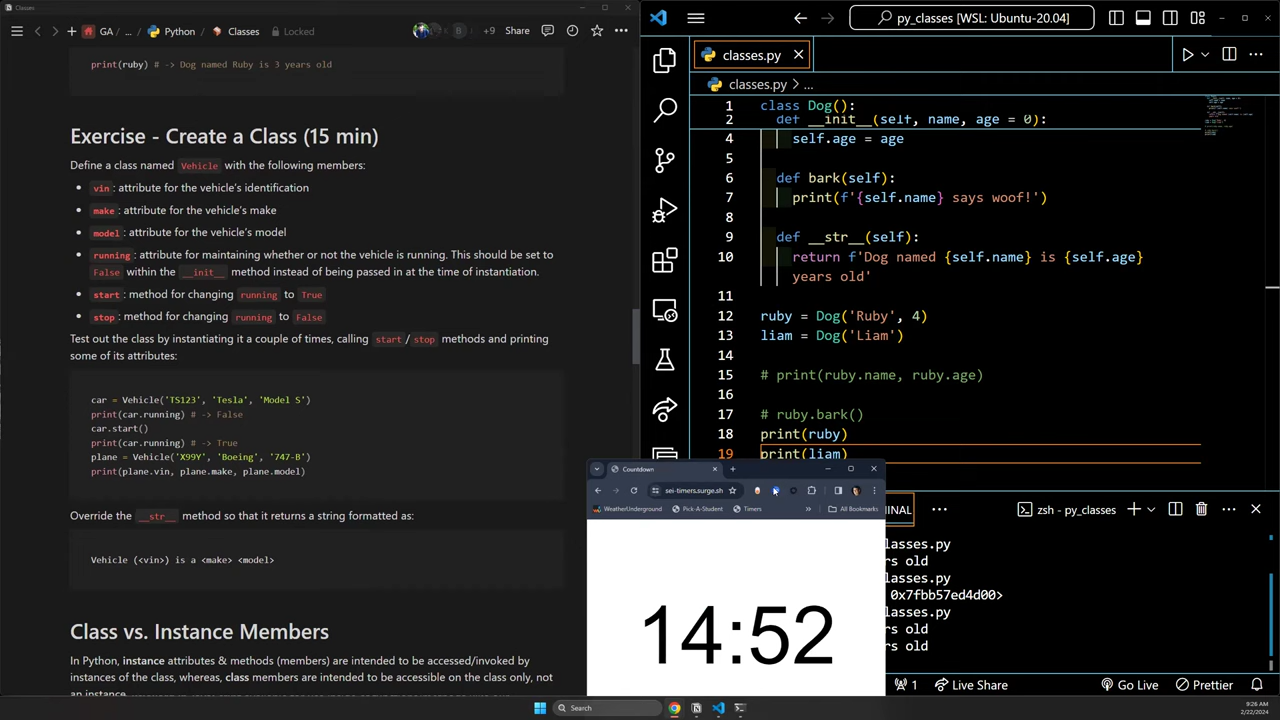 Classes
GA / ... / Python / Classes Locked
+9 Share
print(ruby) # -> Dog named Ruby is 3 years old
Exercise - Create a Class (15 min)
Define a class named Vehicle with the following members:
• vin : attribute for the vehicle's identification
• make : attribute for the vehicle's make
• model : attribute for the vehicle's model
• running : attribute for maintaining whether or not the vehicle is running. This should be set to
False within the __init__ method instead of being passed in at the time of instantiation.
• start : method for changing running to True
• stop : method for changing running to False
Test out the class by instantiating it a couple of times, calling start / stop methods and printing
some of its attributes:
car = Vehicle('TS123', 'Tesla', 'Model S')
print(car.running) # -> False
car.start()
print(car.running) # -> True
plane = Vehicle('X99Y', 'Boeing', '747-B')
print(plane.vin, plane.make, plane.model)
Override the __str__ method so that it returns a string formatted as:
Vehicle (<vin>) is a <make> <model>
Class vs. Instance Members
In Python, instance attributes & methods (members) are intended to be accessed/invoked by
instances of the class, whereas, class members are intended to be accessible on the class only, not
py_classes [WSL: Ubuntu-20.04]
classes.py
classes.py > ...
1 class Dog():
2 def __init__(self, name, age = 0):
4 self.age = age
5
6 def bark(self):
7 print(f'{self.name} says woof!')
8
9 def __str__(self):
10 return f'Dog named {self.name} is {self.age}
years old'
11
12 ruby = Dog('Ruby', 4)
13 liam = Dog('Liam')
14
15 # print(ruby.name, ruby.age)
16
17 # ruby.bark()
18 print(ruby)
19 print(liam)
Countdown
sei-timers.surge.sh
WeatherUnderground Pick-A-Student Timers » All Bookmarks
14:52
INAL ... zsh - py_classes
lasses.py
rs old
lasses.py
0x7fbb57ed4d00>
lasses.py
rs old
rs old
1 Live Share Go Live Prettier
Search
9:26 AM
2/22/2024